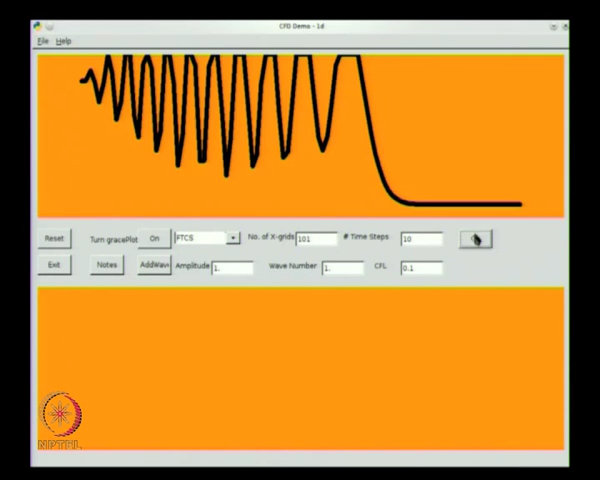 CFD Demo - 1d
File Help
Reset Turn gracePlot On FTCS No. of X-grids 101 # Time Steps 10
Exit Notes AddWav Amplitude 1. Wave Number 1. CFL 0.1
NPTEL